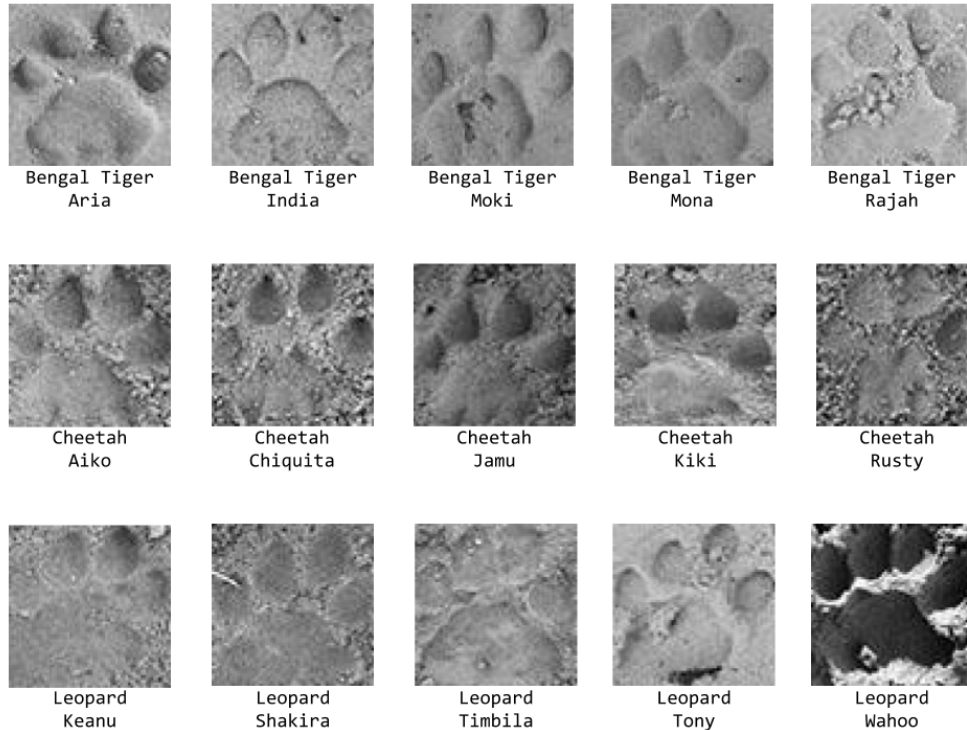 Bengal Tiger Bengal Tiger Bengal Tiger Bengal Tiger Bengal Tiger
Aria India Moki Mona Rajah
Cheetah Cheetah Cheetah Cheetah Cheetah
Aiko Chiquita Jamu Kiki Rusty
Leopard Leopard Leopard Leopard Leopard
Keanu Shakira Timbila Tony Wahoo